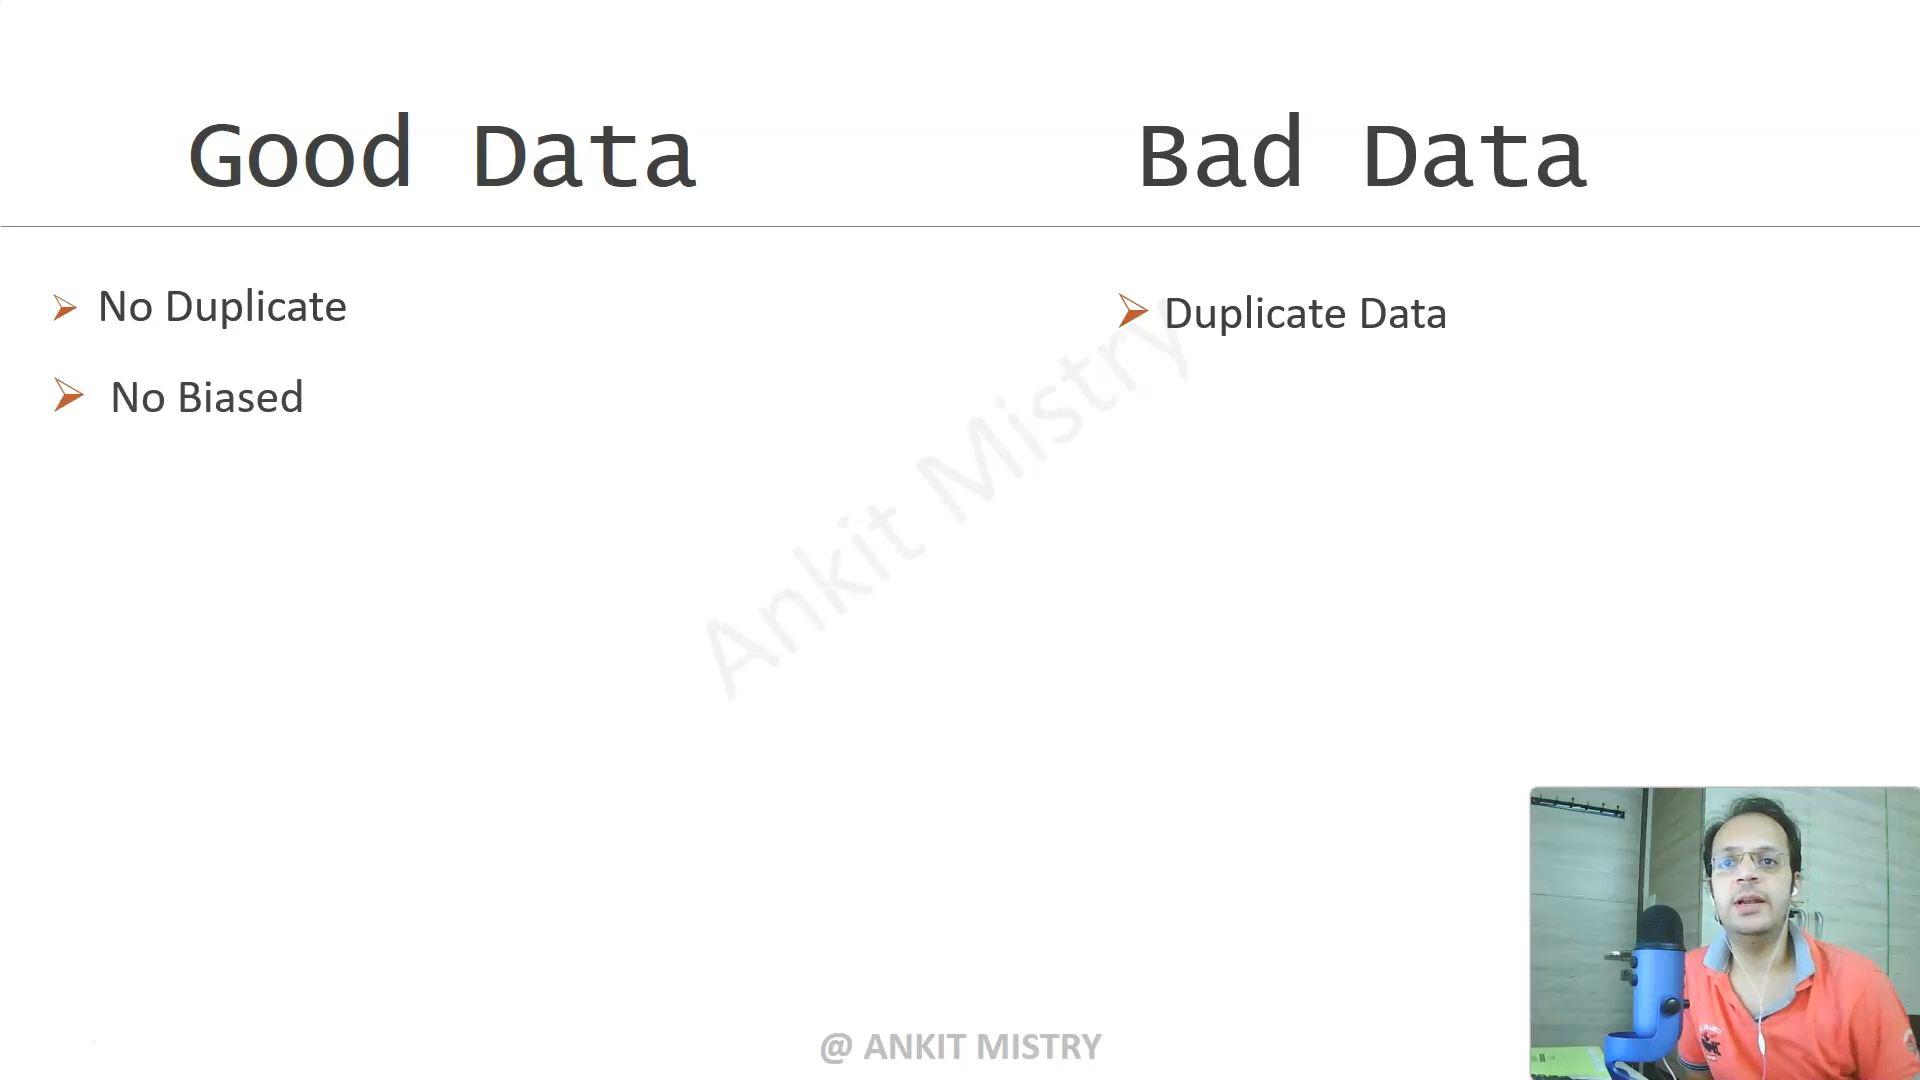 Good Data
Bad Data
No Duplicate
No Biased
Duplicate Data
Ankit Mistry
@ ANKIT MISTRY